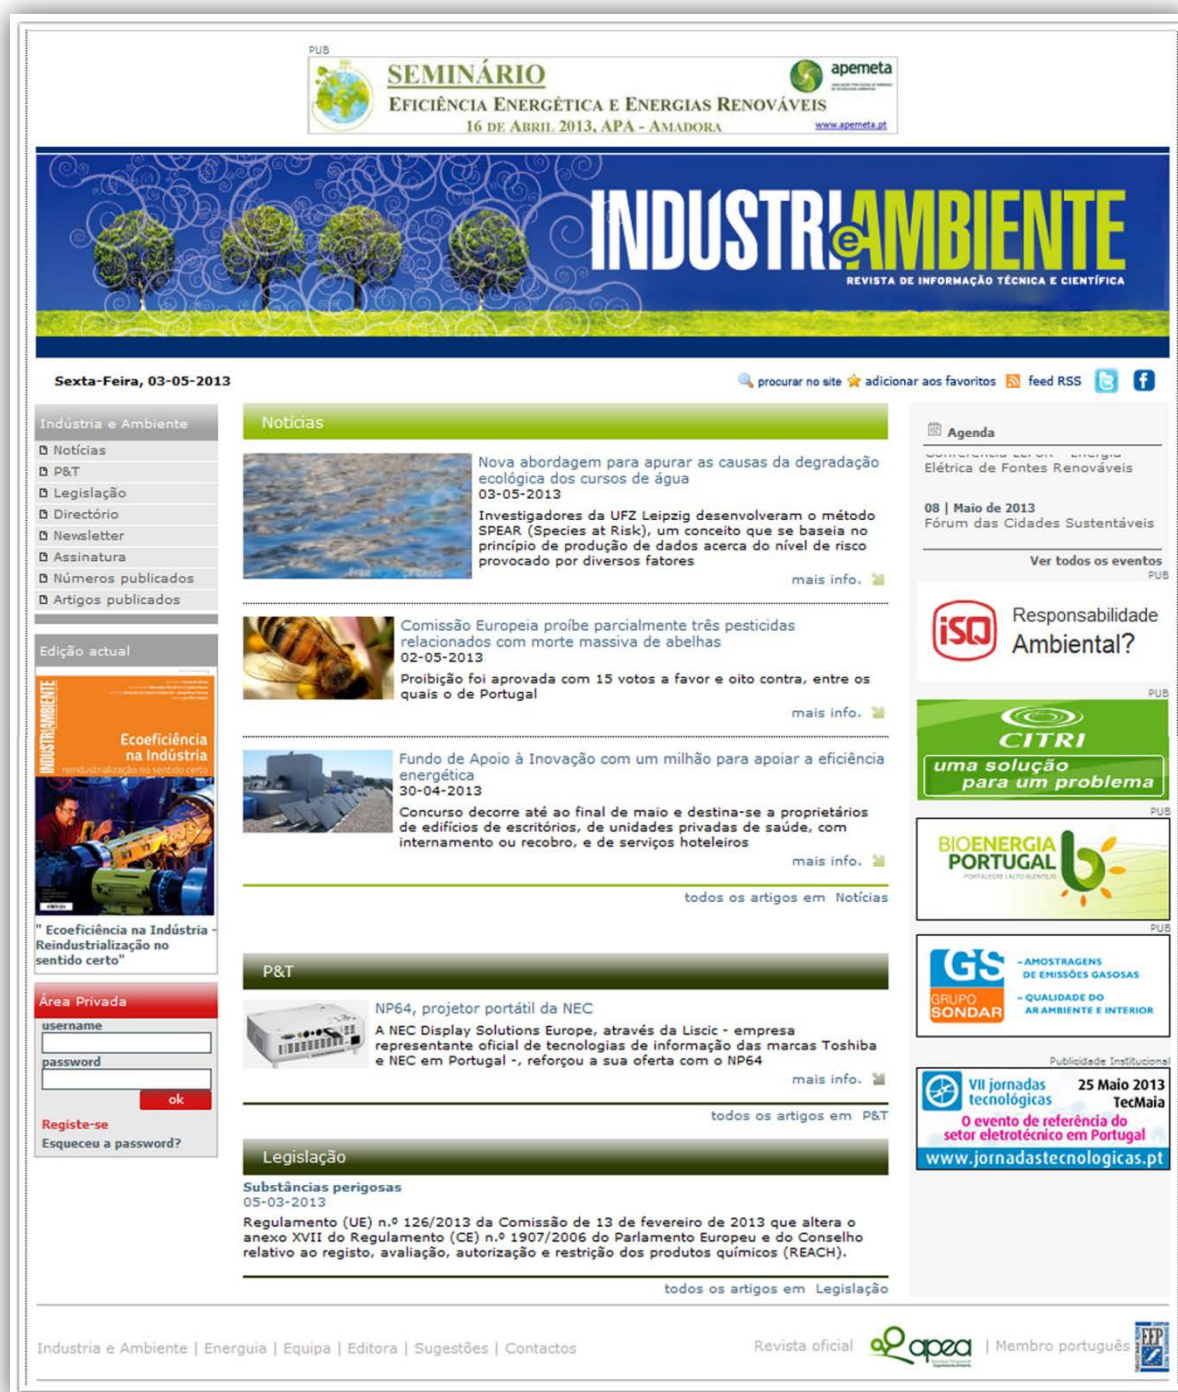 PUB
SEMINÁRIO
EFICIÊNCIA ENERGÉTICA E ENERGIAS RENOVÁVEIS
16 DE ABRIL 2013, APA - AMADORA
apemeta
www.apemeta.pt
INDUSTRIAeAMBIENTE
REVISTA DE INFORMAÇÃO TÉCNICA E CIENTÍFICA
Sexta-Feira, 03-05-2013
procurar no site
adicionar aos favoritos
feed RSS
Indústria e Ambiente
Notícias
P&T
Legislação
Directório
Newsletter
Assinatura
Números publicados
Artigos publicados
Edição actual
INDUSTRIAAMBIENTE
Ecoeficiência
na Indústria
reindustrialização no sentido certo
" Ecoeficiência na Indústria -
Reindustrialização no
sentido certo"
Área Privada
username
password
ok
Registe-se
Esqueceu a password?
Notícias
Nova abordagem para apurar as causas da degradação
ecológica dos cursos de água
03-05-2013
Investigadores da UFZ Leipzig desenvolveram o método
SPEAR (Species at Risk), um conceito que se baseia no
princípio de produção de dados acerca do nível de risco
provocado por diversos fatores
mais info.
Comissão Europeia proíbe parcialmente três pesticidas
relacionados com morte massiva de abelhas
02-05-2013
Proibição foi aprovada com 15 votos a favor e oito contra, entre os
quais o de Portugal
mais info.
Fundo de Apoio à Inovação com um milhão para apoiar a eficiência
energética
30-04-2013
Concurso decorre até ao final de maio e destina-se a proprietários
de edifícios de escritórios, de unidades privadas de saúde, com
internamento ou recobro, e de serviços hoteleiros
mais info.
todos os artigos em Notícias
P&T
NP64, projetor portátil da NEC
A NEC Display Solutions Europe, através da Liscic - empresa
representante oficial de tecnologias de informação das marcas Toshiba
e NEC em Portugal -, reforçou a sua oferta com o NP64
mais info.
todos os artigos em P&T
Legislação
Substâncias perigosas
05-03-2013
Regulamento (UE) n.º 126/2013 da Comissão de 13 de fevereiro de 2013 que altera o
anexo XVII do Regulamento (CE) n.º 1907/2006 do Parlamento Europeu e do Conselho
relativo ao registo, avaliação, autorização e restrição dos produtos químicos (REACH).
todos os artigos em Legislação
Agenda
Elétrica de Fontes Renováveis
08 | Maio de 2013
Fórum das Cidades Sustentáveis
Ver todos os eventos
PUB
iSQ
Responsabilidade
Ambiental?
PUB
CITRI
uma solução
para um problema
PUB
BIOENERGIA
PORTUGAL
PORTALEGRE | ALTO ALENTEJO
PUB
GS
GRUPO
SONDAR
- AMOSTRAGENS
DE EMISSÕES GASOSAS
- QUALIDADE DO
AR AMBIENTE E INTERIOR
Publicidade Institucional
VII jornadas
tecnológicas
25 Maio 2013
TecMaia
O evento de referência do
setor eletrotécnico em Portugal
www.jornadastecnologicas.pt
Industria e Ambiente | Energuia | Equipa | Editora | Sugestões | Contactos
Revista oficial
apea
| Membro português
EEP